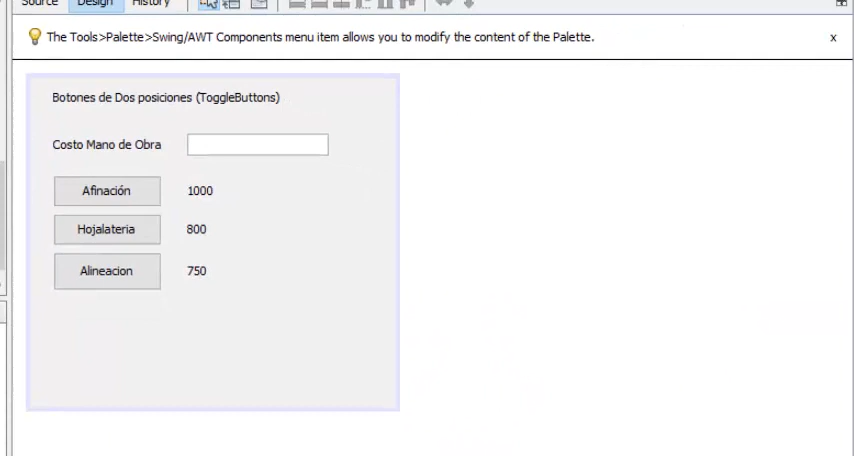 Source Design History
The Tools>Palette>Swing/AWT Components menu item allows you to modify the content of the Palette. x
Botones de Dos posiciones (ToggleButtons)
Costo Mano de Obra
Afinación 1000
Hojalateria 800
Alineacion 750